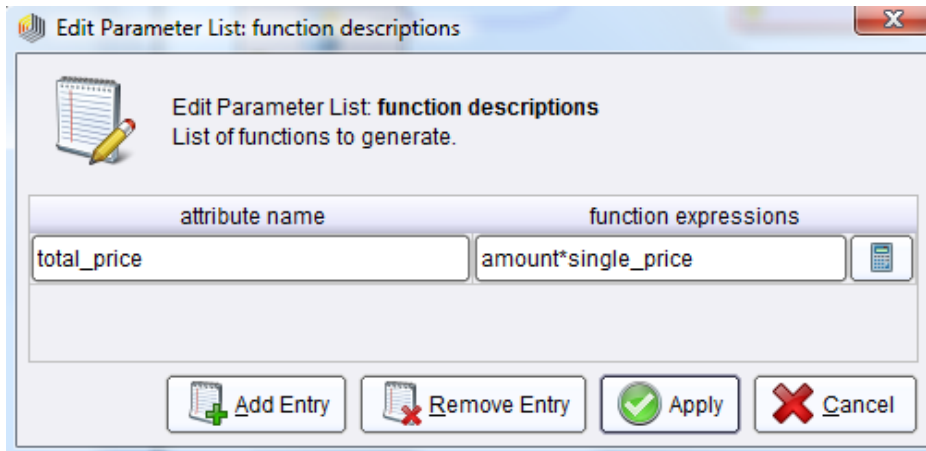 Edit Parameter List: function descriptions
Edit Parameter List: function descriptions
List of functions to generate.
attribute name function expressions
total_price amount*single_price
Add Entry Remove Entry Apply Cancel